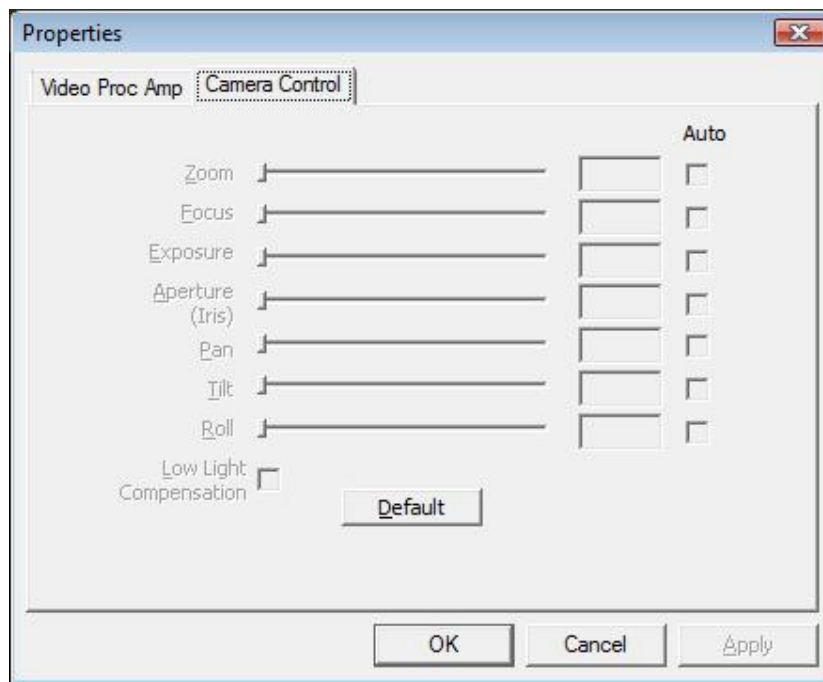 Properties
Video Proc Amp
Camera Control
Auto
Zoom
Focus
Exposure
Aperture
(Iris)
Pan
Tilt
Roll
Low Light
Compensation
Default
OK
Cancel
Apply